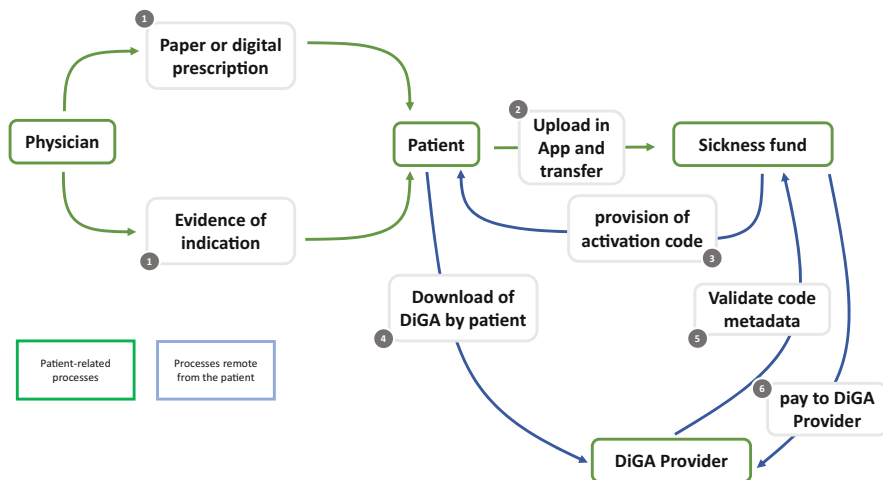 1
Paper or digital
prescription
Physician
Patient
2
Upload in
App and
transfer
Sickness fund
Evidence of
indication
1
provision of
activation code
3
Download of
DiGA by patient
4
Validate code
metadata
5
Patient-related
processes
Processes remote
from the patient
6
pay to DiGA
Provider
DiGA Provider